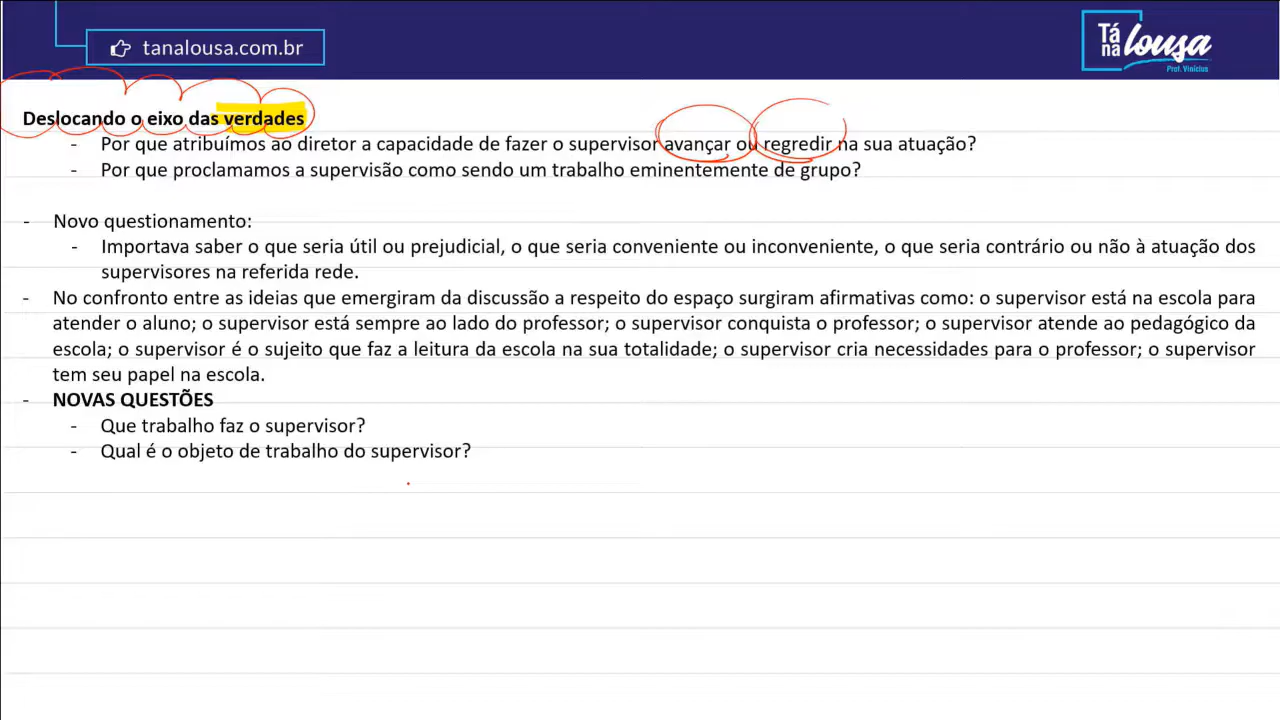 tanalousa.com.br
Tá na lousa
Prof. Vinícius
Deslocando o eixo das verdades
- Por que atribuímos ao diretor a capacidade de fazer o supervisor avançar ou regredir na sua atuação?
- Por que proclamamos a supervisão como sendo um trabalho eminentemente de grupo?
- Novo questionamento:
- Importava saber o que seria útil ou prejudicial, o que seria conveniente ou inconveniente, o que seria contrário ou não à atuação dos
supervisores na referida rede.
- No confronto entre as ideias que emergiram da discussão a respeito do espaço surgiram afirmativas como: o supervisor está na escola para
atender o aluno; o supervisor está sempre ao lado do professor; o supervisor conquista o professor; o supervisor atende ao pedagógico da
escola; o supervisor é o sujeito que faz a leitura da escola na sua totalidade; o supervisor cria necessidades para o professor; o supervisor
tem seu papel na escola.
- NOVAS QUESTÕES
- Que trabalho faz o supervisor?
- Qual é o objeto de trabalho do supervisor?